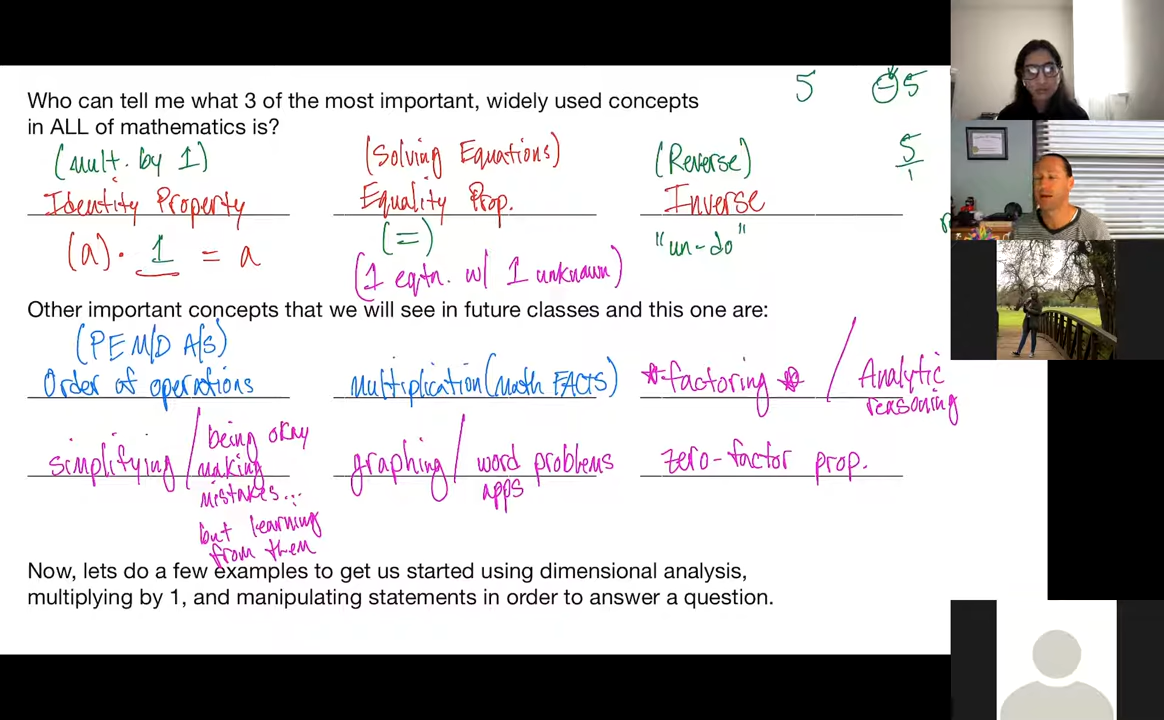 5 -5
Who can tell me what 3 of the most important, widely used concepts
in ALL of mathematics is?
(mult. by 1) (Solving Equations) (Reverse) 5/1
Identity Property Equality Prop. Inverse
(a) · 1 = a (=) "un-do"
(1 eqtn. w/ 1 unknown)
Other important concepts that we will see in future classes and this one are:
(PE M/D A/S)
Order of operations multiplication (math FACTS) *factoring* / Analytic
reasoning
simplifying / being okay graphing / word problems zero-factor prop.
making apps
mistakes...
but learning
from them
Now, lets do a few examples to get us started using dimensional analysis,
multiplying by 1, and manipulating statements in order to answer a question.